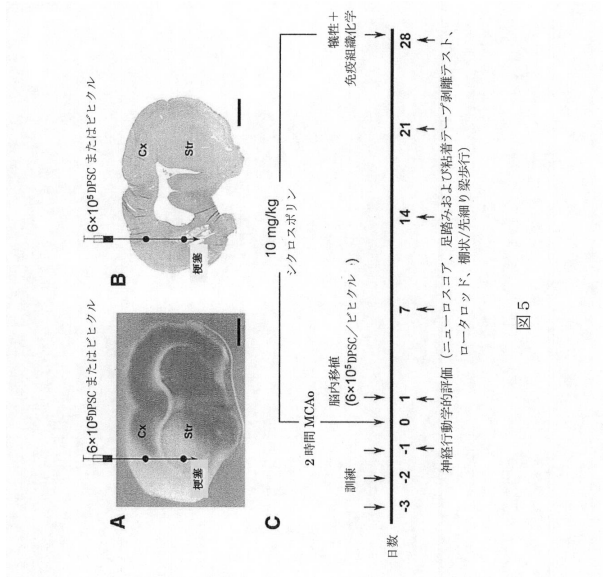 A
6×10⁵DPSC またはビヒクル
Cx
Str
梗塞
B
6×10⁵DPSC またはビヒクル
Cx
Str
梗塞
C
10 mg/kg
シクロスポリン
2 時間 MCAo
訓練
脳内移植
(6×10⁵DPSC／ビヒクル )
犠牲＋
免疫組織化学
日数
-3 -2 -1 0 1 7 14 21 28
神経行動学的評価（ニューロスコア、足踏みおよび粘着テープ剥離テスト、
ロータロッド、棚状/先細り梁歩行）
図 5